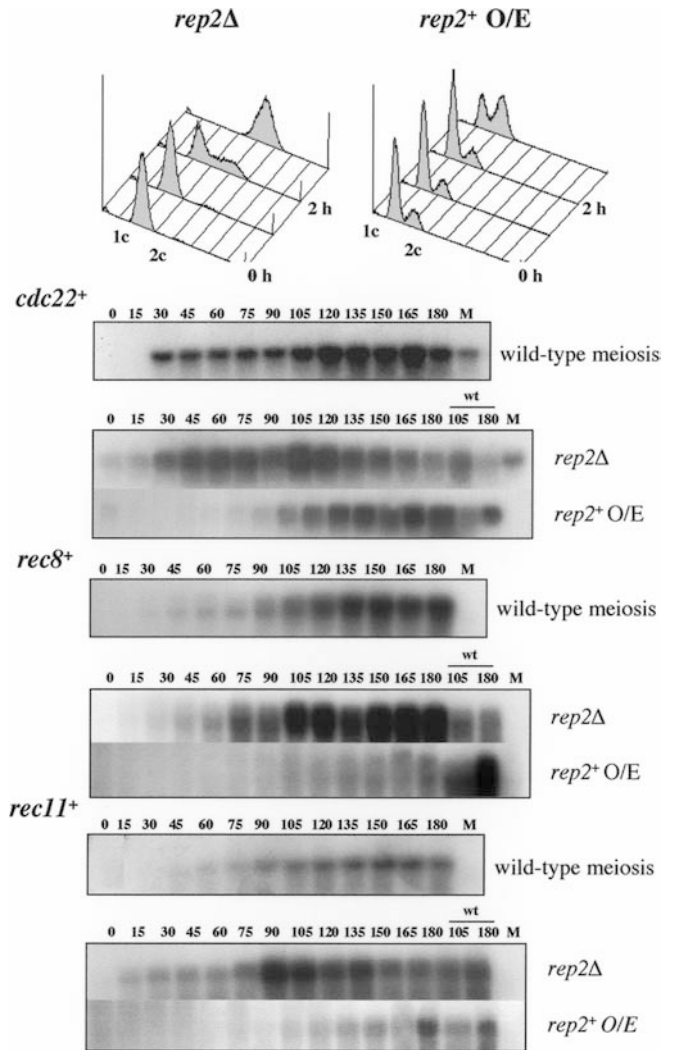 rep2Δ rep2⁺ O/E
1c 2c 0 h 2 h 1c 2c 0 h 2 h
cdc22⁺
0 15 30 45 60 75 90 105 120 135 150 165 180 M
wild-type meiosis
wt
0 15 30 45 60 75 90 105 120 135 150 165 180 105 180 M
rep2Δ
rep2⁺ O/E
rec8⁺
0 15 30 45 60 75 90 105 120 135 150 165 180 M
wild-type meiosis
wt
0 15 30 45 60 75 90 105 120 135 150 165 180 105 180 M
rep2Δ
rep2⁺ O/E
rec11⁺
0 15 30 45 60 75 90 105 120 135 150 165 180 M
wild-type meiosis
wt
0 15 30 45 60 75 90 105 120 135 150 165 180 105 180 M
rep2Δ
rep2⁺ O/E